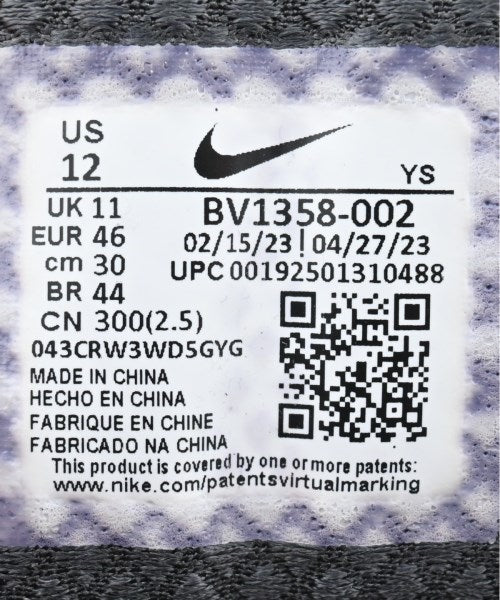 US
12
YS
UK 11
EUR 46
cm 30
BR 44
CN 300(2.5)
BV1358-002
02/15/23 | 04/27/23
UPC 00192501310488
043CRW3WD5GYG
MADE IN CHINA
HECHO EN CHINA
FABRIQUE EN CHINE
FABRICADO NA CHINA
This product is covered by one or more patents:
www.nike.com/patentsvirtualmarking